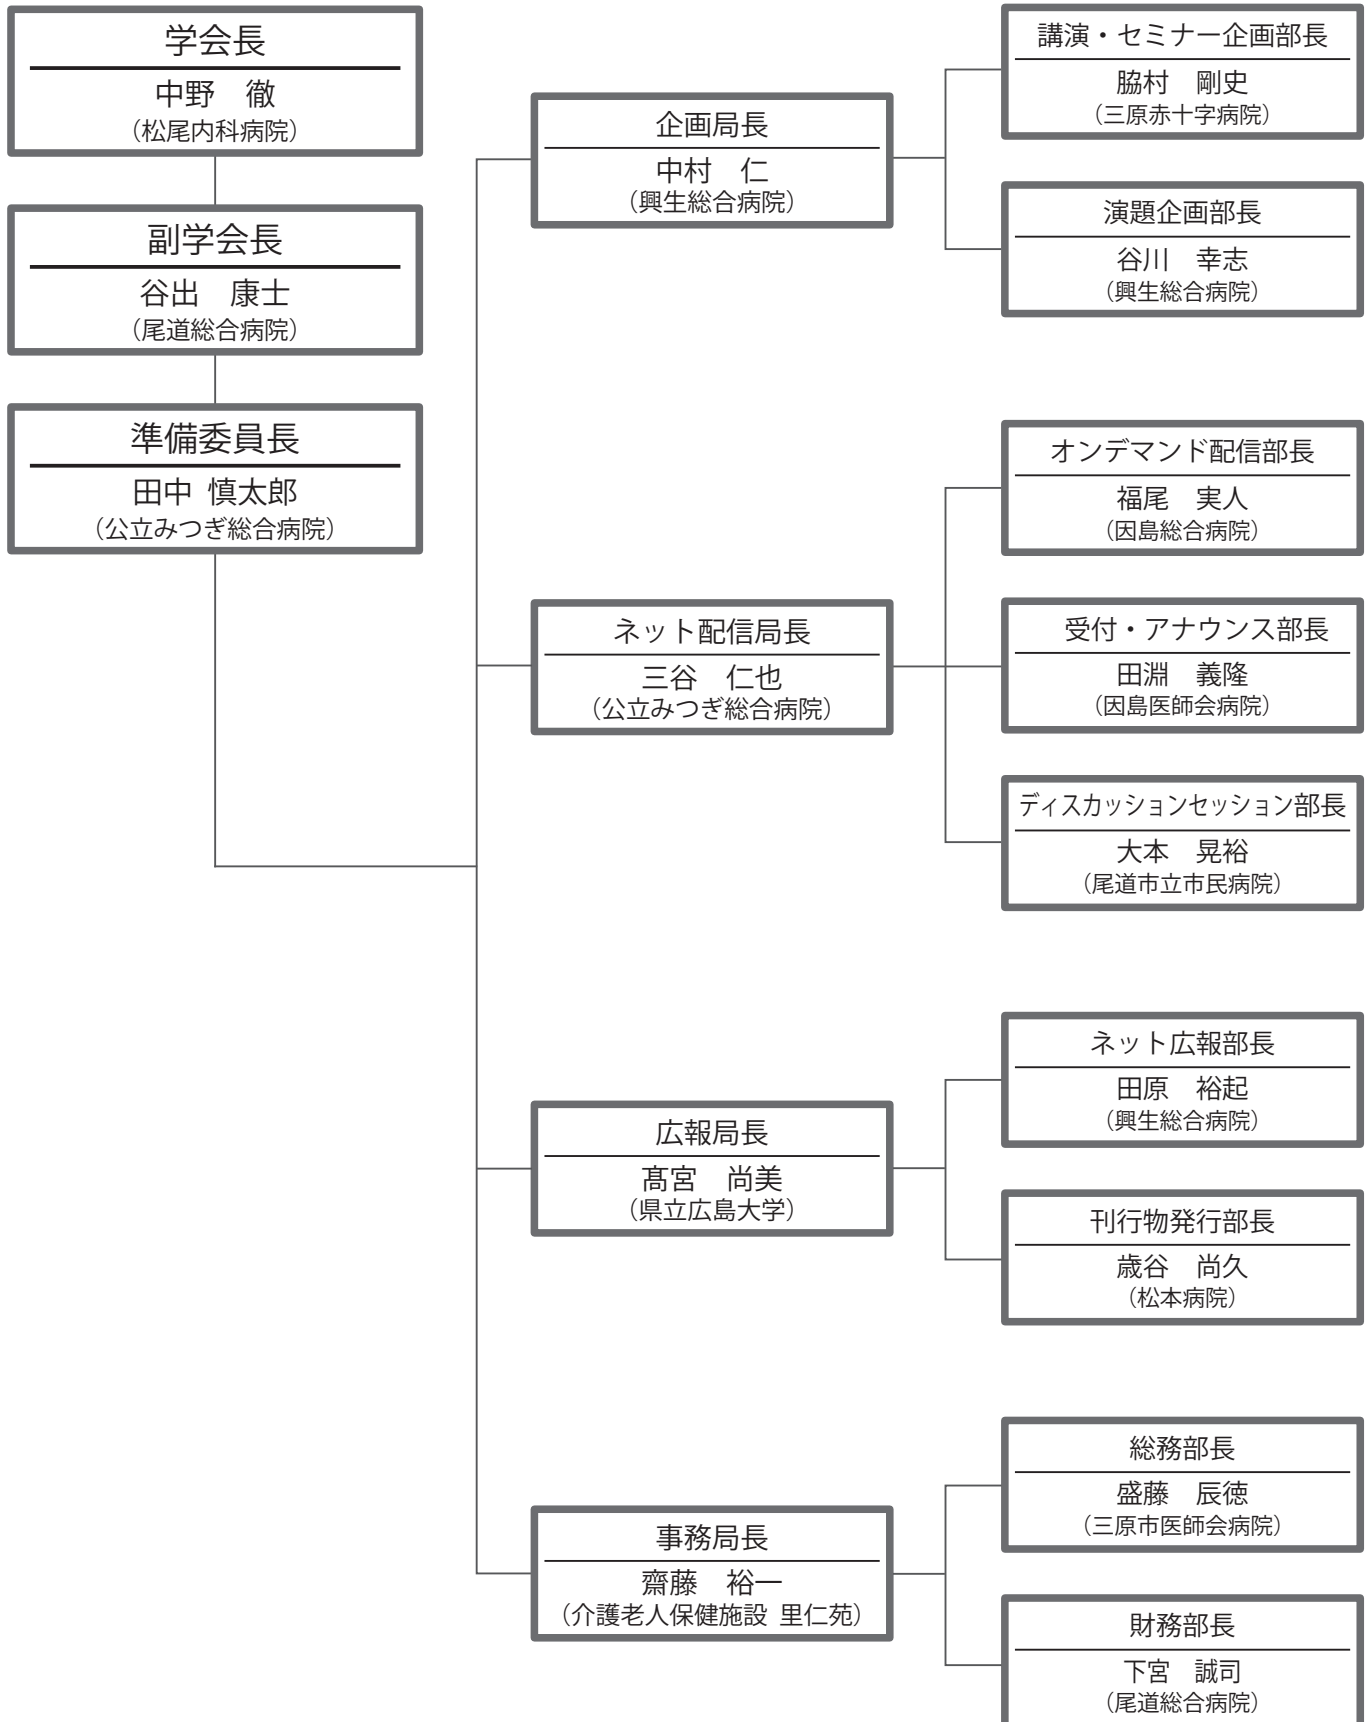 学会長
中野　徹
（松尾内科病院）
副学会長
谷出　康士
（尾道総合病院）
準備委員長
田中 慎太郎
（公立みつぎ総合病院）
企画局長
中村　仁
（興生総合病院）
講演・セミナー企画部長
脇村　剛史
（三原赤十字病院）
演題企画部長
谷川　幸志
（興生総合病院）
ネット配信局長
三谷　仁也
（公立みつぎ総合病院）
オンデマンド配信部長
福尾　実人
（因島総合病院）
受付・アナウンス部長
田淵　義隆
（因島医師会病院）
ディスカッションセッション部長
大本　晃裕
（尾道市立市民病院）
広報局長
髙宮　尚美
（県立広島大学）
ネット広報部長
田原　裕起
（興生総合病院）
刊行物発行部長
歳谷　尚久
（松本病院）
事務局長
齋藤　裕一
（介護老人保健施設 里仁苑）
総務部長
盛藤　辰徳
（三原市医師会病院）
財務部長
下宮　誠司
（尾道総合病院）